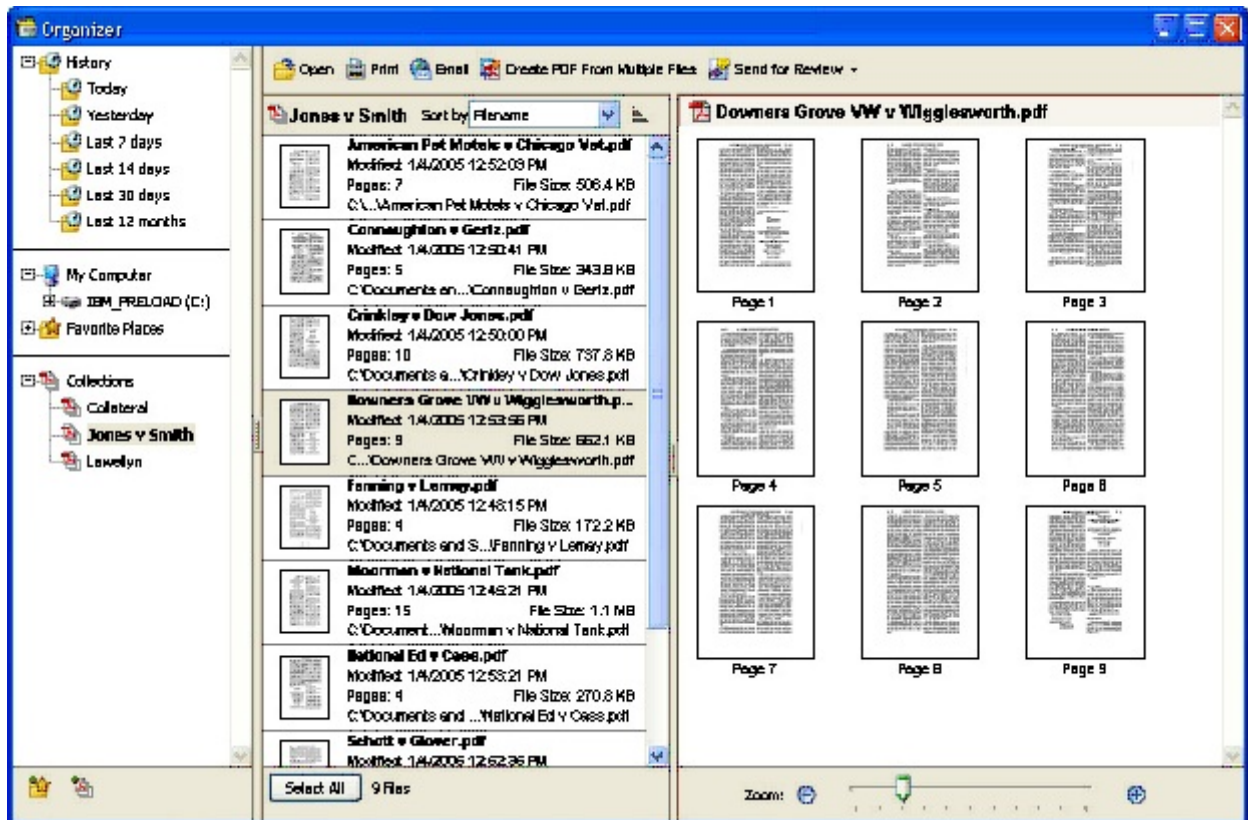 Organizer
History
Today
Yesterday
Last 7 days
Last 14 days
Last 30 days
Last 12 months
My Computer
IBM_PRELOAD (C:)
Favorite Places
Collections
Collateral
Jones v Smith
Lawellyn
Open Print Email Create PDF From Multiple Files Send for Review
Jones v Smith Sort by Filename
American Pet Motels v Chicago Vet.pdf
Modified: 1/4/2005 12:52:09 PM
Pages: 7 File Size: 506.4 KB
C:\...\American Pet Motels v Chicago Vet.pdf
Connaughton v Gertz.pdf
Modified: 1/4/2005 12:50:41 PM
Pages: 5 File Size: 343.8 KB
C:\Documents an...\Connaughton v Gertz.pdf
Crinkley v Dow Jones.pdf
Modified: 1/4/2005 12:50:00 PM
Pages: 10 File Size: 737.8 KB
C:\Documents a...\Crinkley v Dow Jones.pdf
Downers Grove VW v Wigglesworth.p...
Modified: 1/4/2005 12:53:56 PM
Pages: 9 File Size: 662.1 KB
C...\Downers Grove VW v Wigglesworth.pdf
Fanning v Lemay.pdf
Modified: 1/4/2005 12:48:15 PM
Pages: 4 File Size: 172.2 KB
C:\Documents and S...\Fanning v Lemay.pdf
Moorman v National Tank.pdf
Modified: 1/4/2005 12:46:21 PM
Pages: 15 File Size: 1.1 MB
C:\Document...\Moorman v National Tank.pdf
National Ed v Cass.pdf
Modified: 1/4/2005 12:53:21 PM
Pages: 4 File Size: 270.8 KB
C:\Documents and ...\National Ed v Cass.pdf
Schott v Glover.pdf
Modified: 1/4/2005 12:52:36 PM
Select All 9 Files
Downers Grove VW v Wigglesworth.pdf
Page 1 Page 2 Page 3
Page 4 Page 5 Page 6
Page 7 Page 8 Page 9
Zoom: